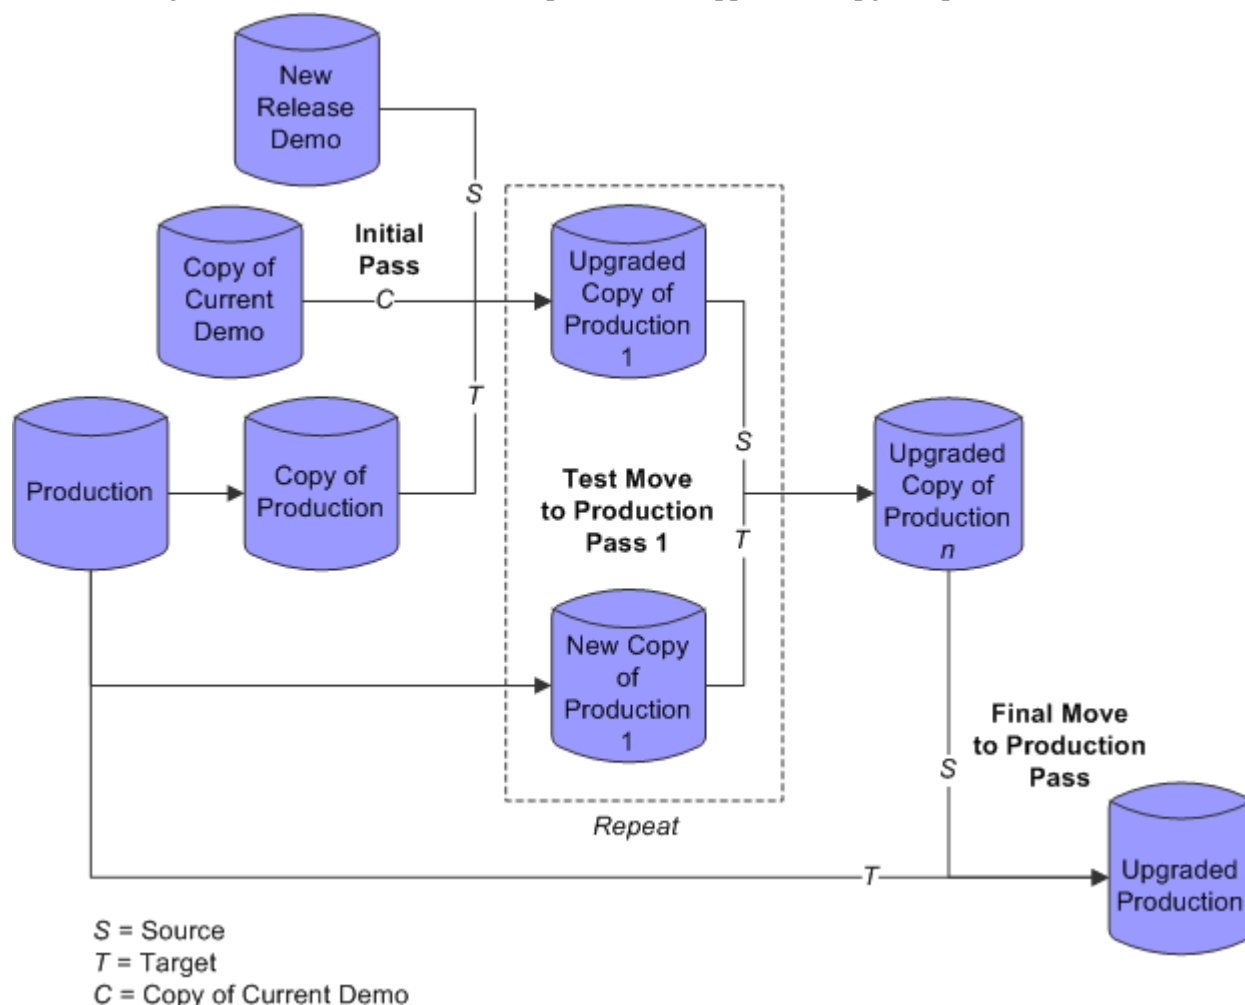 New
Release
Demo
S
Initial
Pass
Copy of
Current
Demo
C
Upgraded
Copy of
Production
1
T
Production
Copy of
Production
S
Test Move
to Production
Pass 1
T
Upgraded
Copy of
Production
n
New Copy
of
Production
1
Final Move
to Production
Pass
S
Repeat
T
Upgraded
Production
S = Source
T = Target
C = Copy of Current Demo